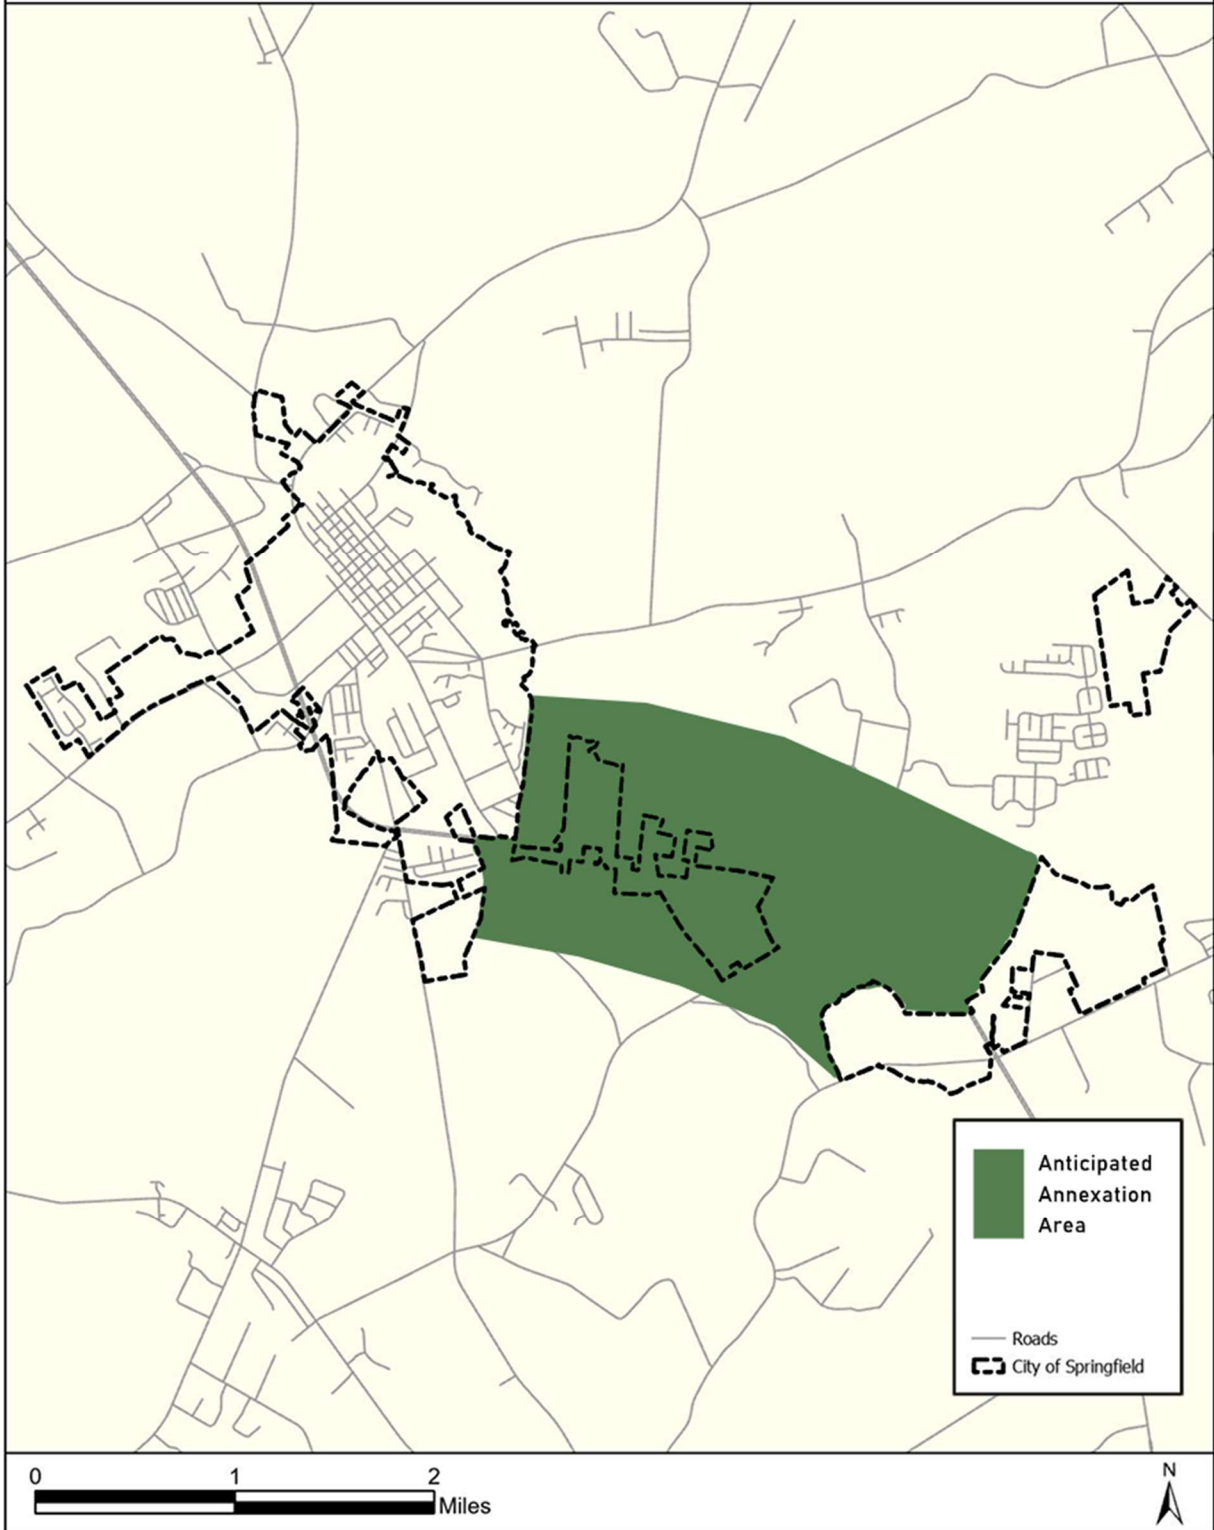 Anticipated
Annexation
Area
Roads
City of Springfield
0 1 2
Miles
N